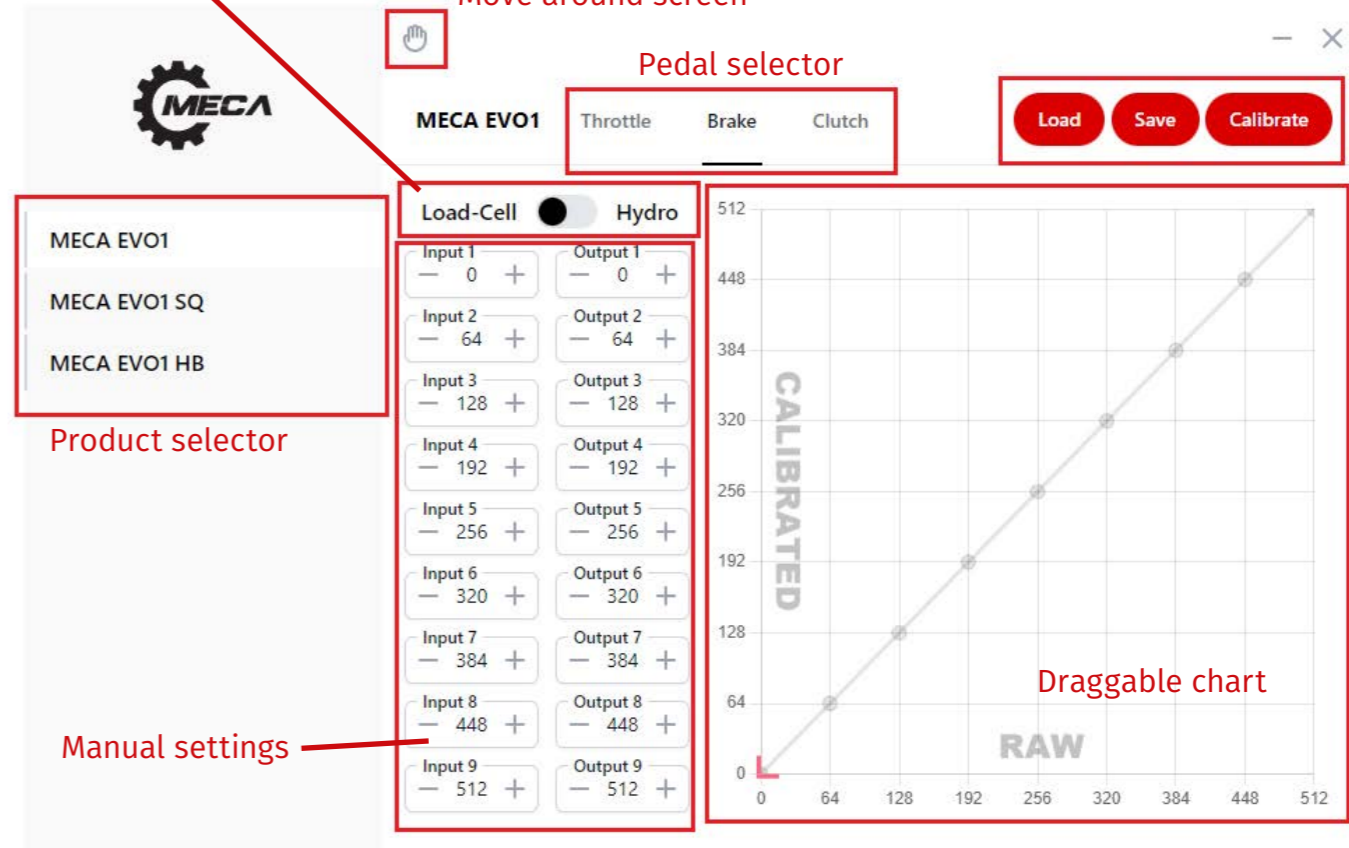 Move around screen
Pedal selector
MECA
MECA EVO1
Throttle
Brake
Clutch
Load
Save
Calibrate
MECA EVO1
MECA EVO1 SQ
MECA EVO1 HB
Product selector
Load-Cell
Hydro
Input 1
0
Output 1
0
Input 2
64
Output 2
64
Input 3
128
Output 3
128
Input 4
192
Output 4
192
Input 5
256
Output 5
256
Input 6
320
Output 6
320
Input 7
384
Output 7
384
Input 8
448
Output 8
448
Input 9
512
Output 9
512
Manual settings
512
448
384
320
256
192
128
64
0
CALIBRATED
Draggable chart
RAW
0 64 128 192 256 320 384 448 512